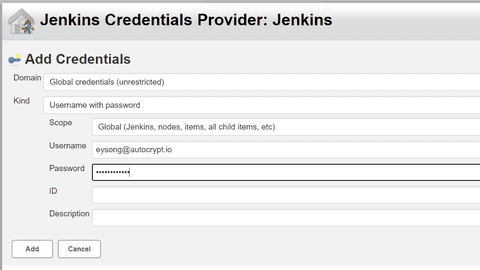 Jenkins Credentials Provider: Jenkins
Add Credentials
Domain
Global credentials (unrestricted)
Kind
Username with password
Scope
Global (Jenkins, nodes, items, all child items, etc)
Username
eysong@autocrypt.io
Password
••••••••••••
ID
Description
Add
Cancel